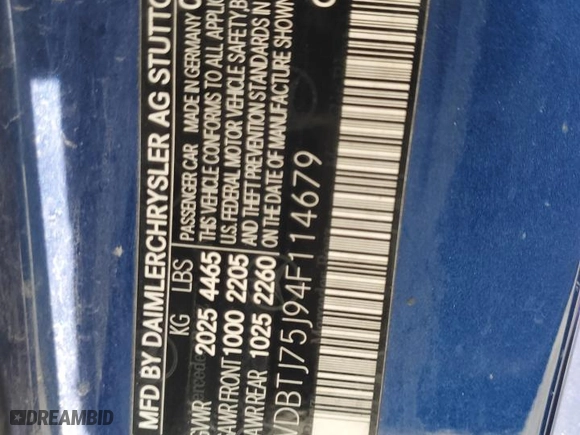 MFD BY DAIMLERCHRYSLER AG STUTTG
KG LBS
GVWR 2025 4465
GAWR FRONT 1000 2205
GAWR REAR 1025 2260
PASSENGER CAR MADE IN GERMANY
THIS VEHICLE CONFORMS TO ALL APPLIC
U.S. FEDERAL MOTOR VEHICLE SAFETY, B
AND THEFT PREVENTION STANDARDS IN
ON THE DATE OF MANUFACTURE SHOWN
WDBTJ75J94F114679
DREAMBID